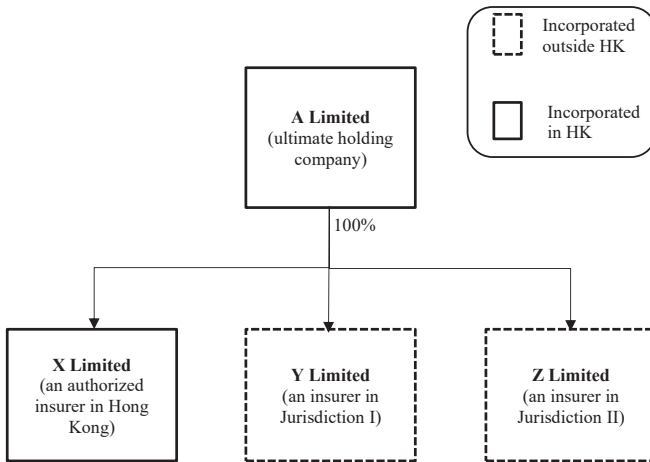 Incorporated
outside HK
Incorporated
in HK
A Limited
(ultimate holding
company)
100%
X Limited
(an authorized
insurer in Hong
Kong)
Y Limited
(an insurer in
Jurisdiction I)
Z Limited
(an insurer in
Jurisdiction II)